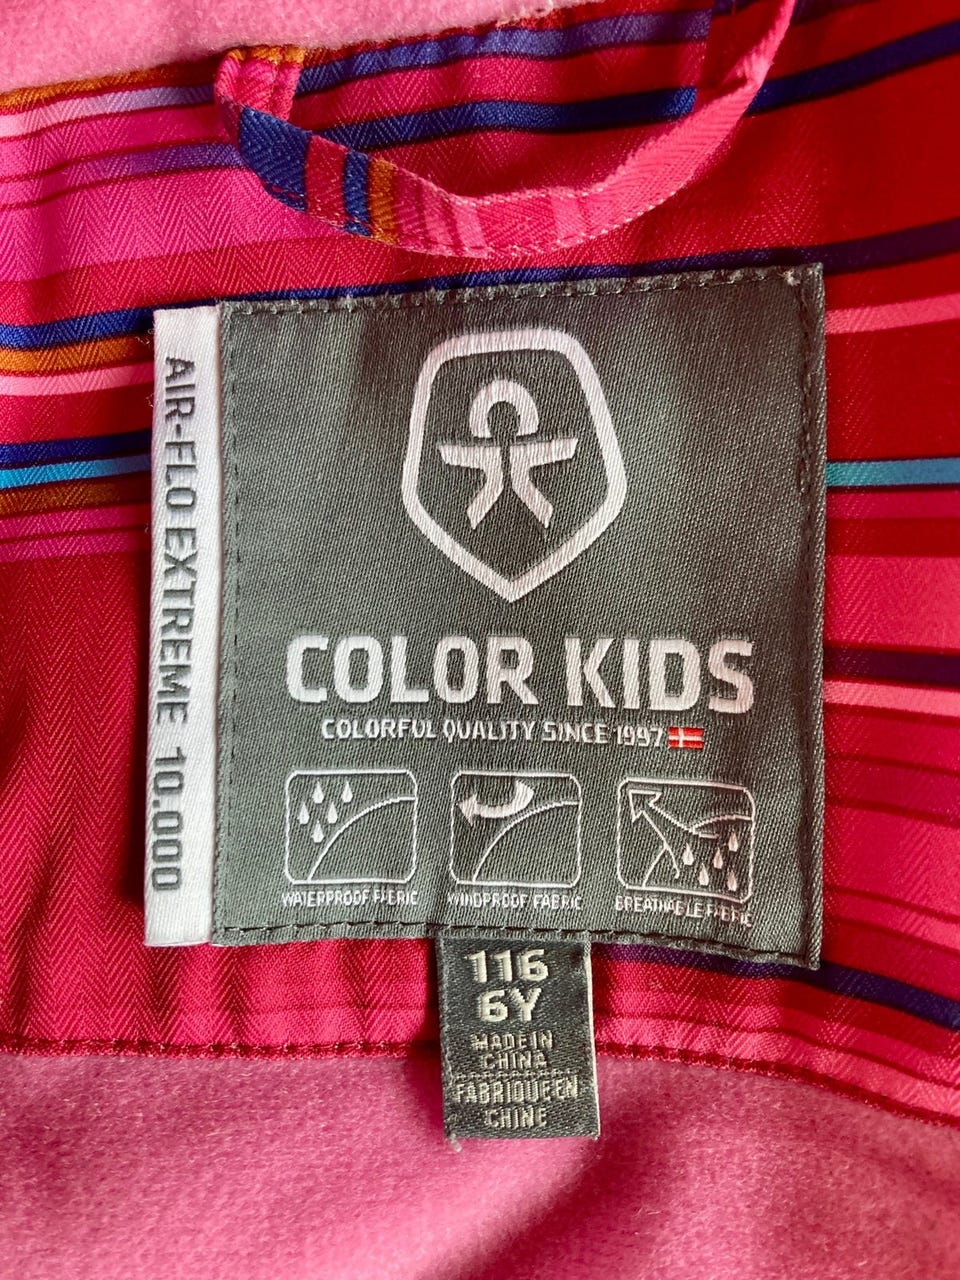 AIR-FLO EXTREME 10.000
COLOR KIDS
COLORFUL QUALITY SINCE 1997
WATERPROOF FABRIC
WINDPROOF FABRIC
BREATHABLE FABRIC
116
6Y
MADE IN
CHINA
FABRIQUE EN
CHINE